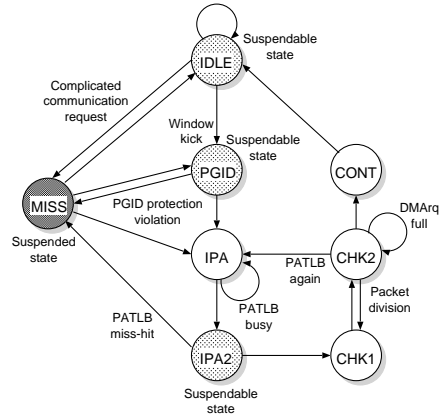 Suspendable
state
IDLE
Complicated
communication
request
Window
kick
Suspendable
state
PGID
CONT
MISS
PGID protection
violation
Suspended
state
DMArq
full
IPA
CHK2
PATLB
again
PATLB
busy
Packet
division
PATLB
miss-hit
IPA2
CHK1
Suspendable
state